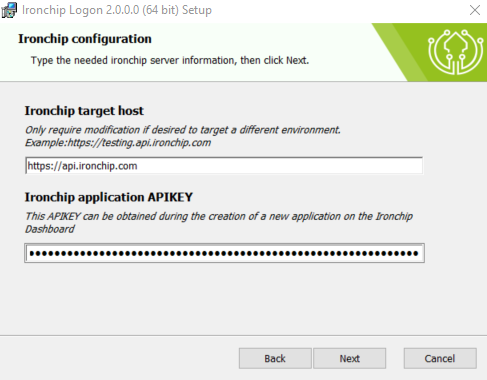 Ironchip Logon 2.0.0.0 (64 bit) Setup
Ironchip configuration
Type the needed ironchip server information, then click Next.
Ironchip target host
Only require modification if desired to target a different environment.
Example:https://testing.api.ironchip.com
https://api.ironchip.com
Ironchip application APIKEY
This APIKEY can be obtained during the creation of a new application on the Ironchip
Dashboard
Back Next Cancel